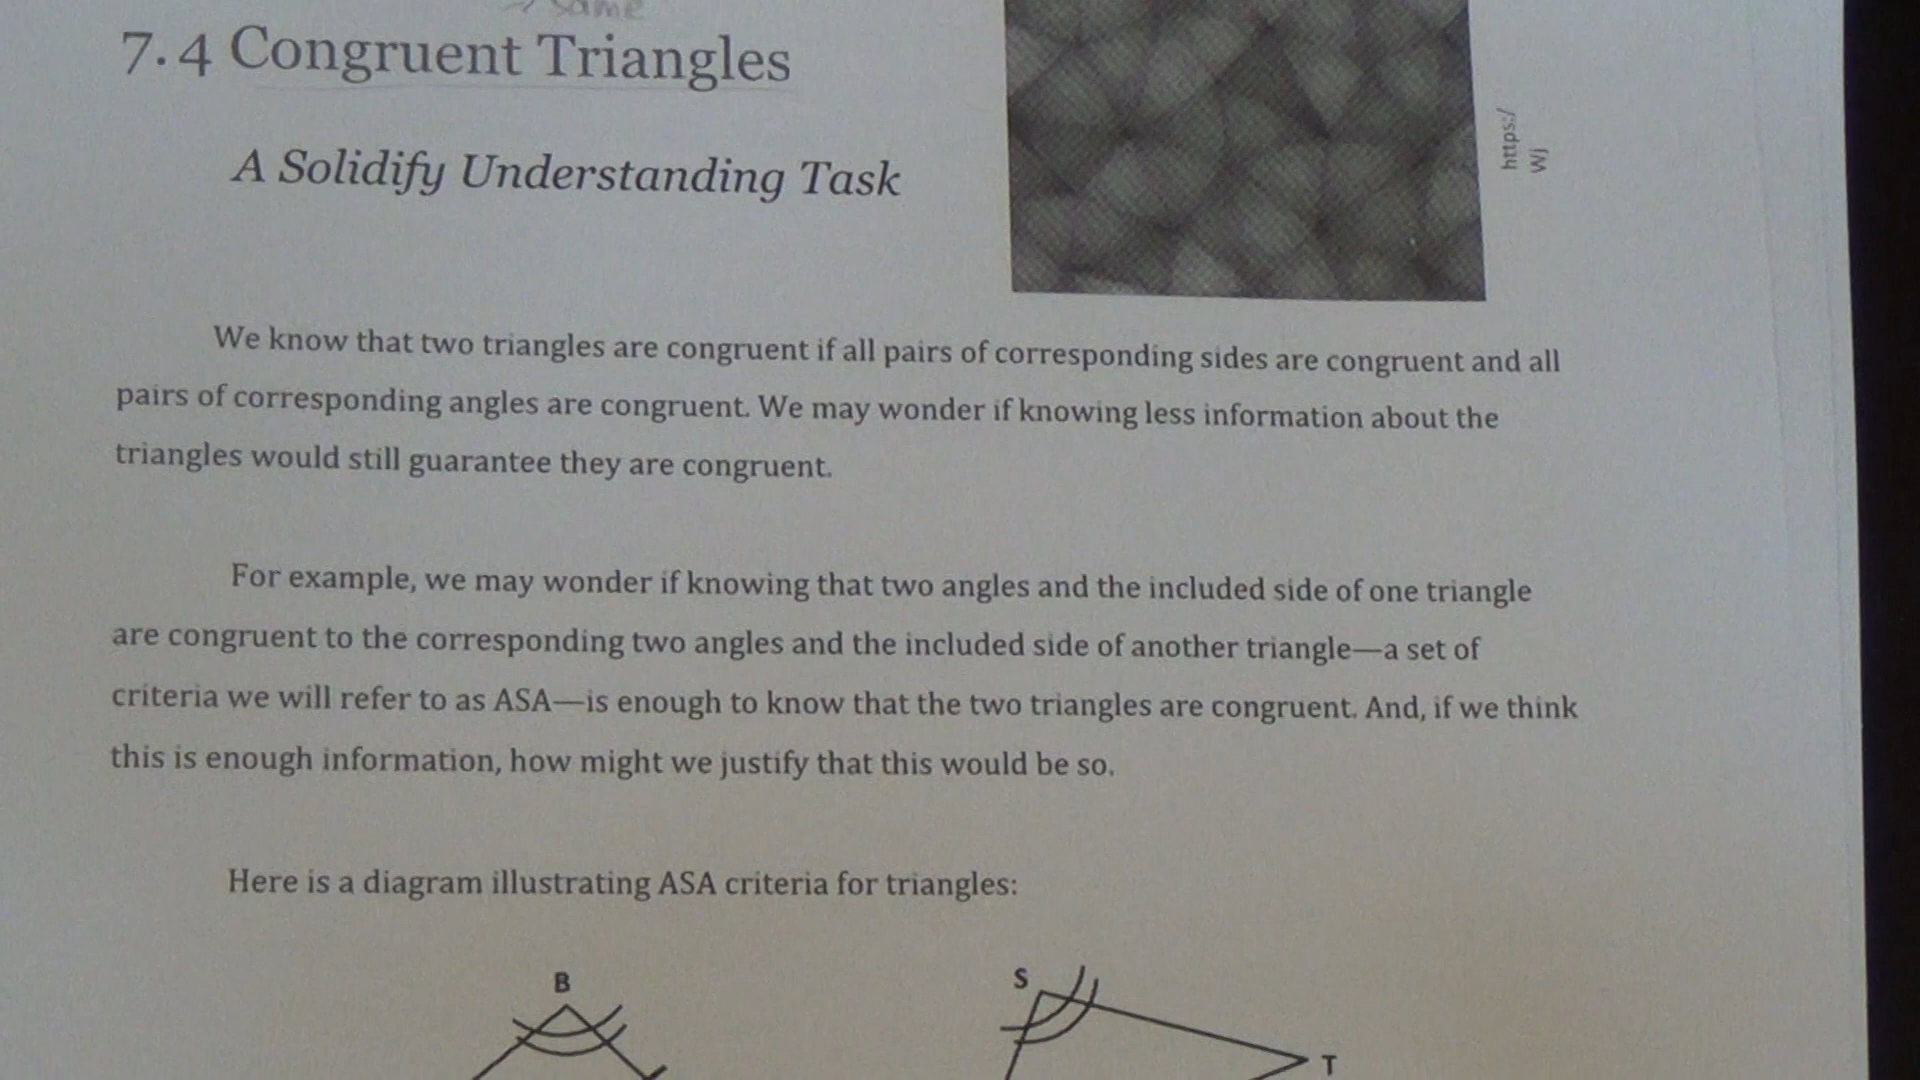 same
7.4 Congruent Triangles
A Solidify Understanding Task
https:/
Wj
We know that two triangles are congruent if all pairs of corresponding sides are congruent and all
pairs of corresponding angles are congruent. We may wonder if knowing less information about the
triangles would still guarantee they are congruent.
For example, we may wonder if knowing that two angles and the included side of one triangle
are congruent to the corresponding two angles and the included side of another triangle—a set of
criteria we will refer to as ASA—is enough to know that the two triangles are congruent. And, if we think
this is enough information, how might we justify that this would be so.
Here is a diagram illustrating ASA criteria for triangles:
B
S
T